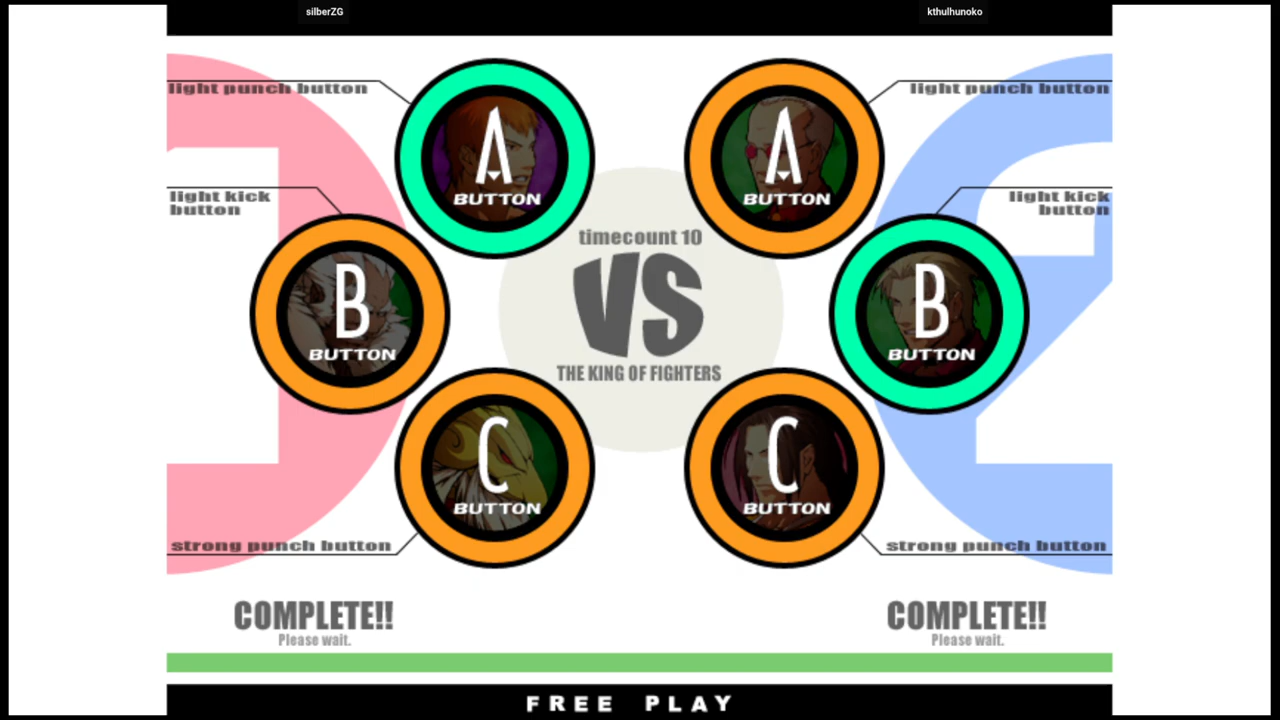 silberZG
kthulhunoko
light punch button
light punch button
A
BUTTON
A
BUTTON
light kick
button
light kick
button
B
BUTTON
B
BUTTON
timecount 10
VS
THE KING OF FIGHTERS
C
BUTTON
C
BUTTON
strong punch button
strong punch button
COMPLETE!!
Please wait.
COMPLETE!!
Please wait.
FREE PLAY